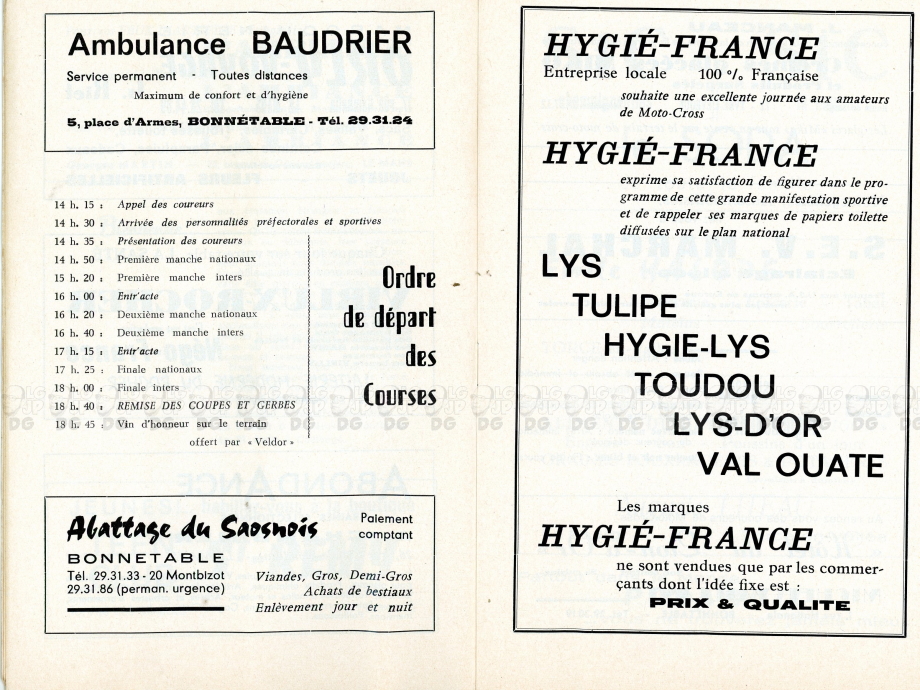 Ambulance BAUDRIER
Service permanent - Toutes distances
Maximum de confort et d'hygiène
5, place d'Armes, BONNÉTABLE - Tél. 29.31.24
14 h. 15 : Appel des coureurs
14 h. 30 : Arrivée des personnalités préfectorales et sportives
14 h. 35 : Présentation des coureurs
14 h. 50 : Première manche nationaux
15 h. 20 : Première manche inters
16 h. 00 : Entr'acte
16 h. 20 : Deuxième manche nationaux
16 h. 40 : Deuxième manche inters
17 h. 15 : Entr'acte
17 h. 25 : Finale nationaux
18 h. 00 : Finale inters
18 h. 40 : REMISE DES COUPES ET GERBES
18 h. 45 : Vin d'honneur sur le terrain
offert par « Veldor »
Ordre
de départ
des
Courses
Abattage du Saosnois
BONNETABLE
Tél. 29.31.33 - 20 Montbizot
29.31.86 (perman. urgence)
Paiement
comptant
Viandes, Gros, Demi-Gros
Achats de bestiaux
Enlèvement jour et nuit
HYGIÉ-FRANCE
Entreprise locale 100 % Française
souhaite une excellente journée aux amateurs
de Moto-Cross
HYGIÉ-FRANCE
exprime sa satisfaction de figurer dans le pro-
gramme de cette grande manifestation sportive
et de rappeler ses marques de papiers toilette
diffusées sur le plan national
LYS
TULIPE
HYGIE-LYS
TOUDOU
LYS-D'OR
VAL OUATE
Les marques
HYGIÉ-FRANCE
ne sont vendues que par les commer-
çants dont l'idée fixe est :
PRIX & QUALITE